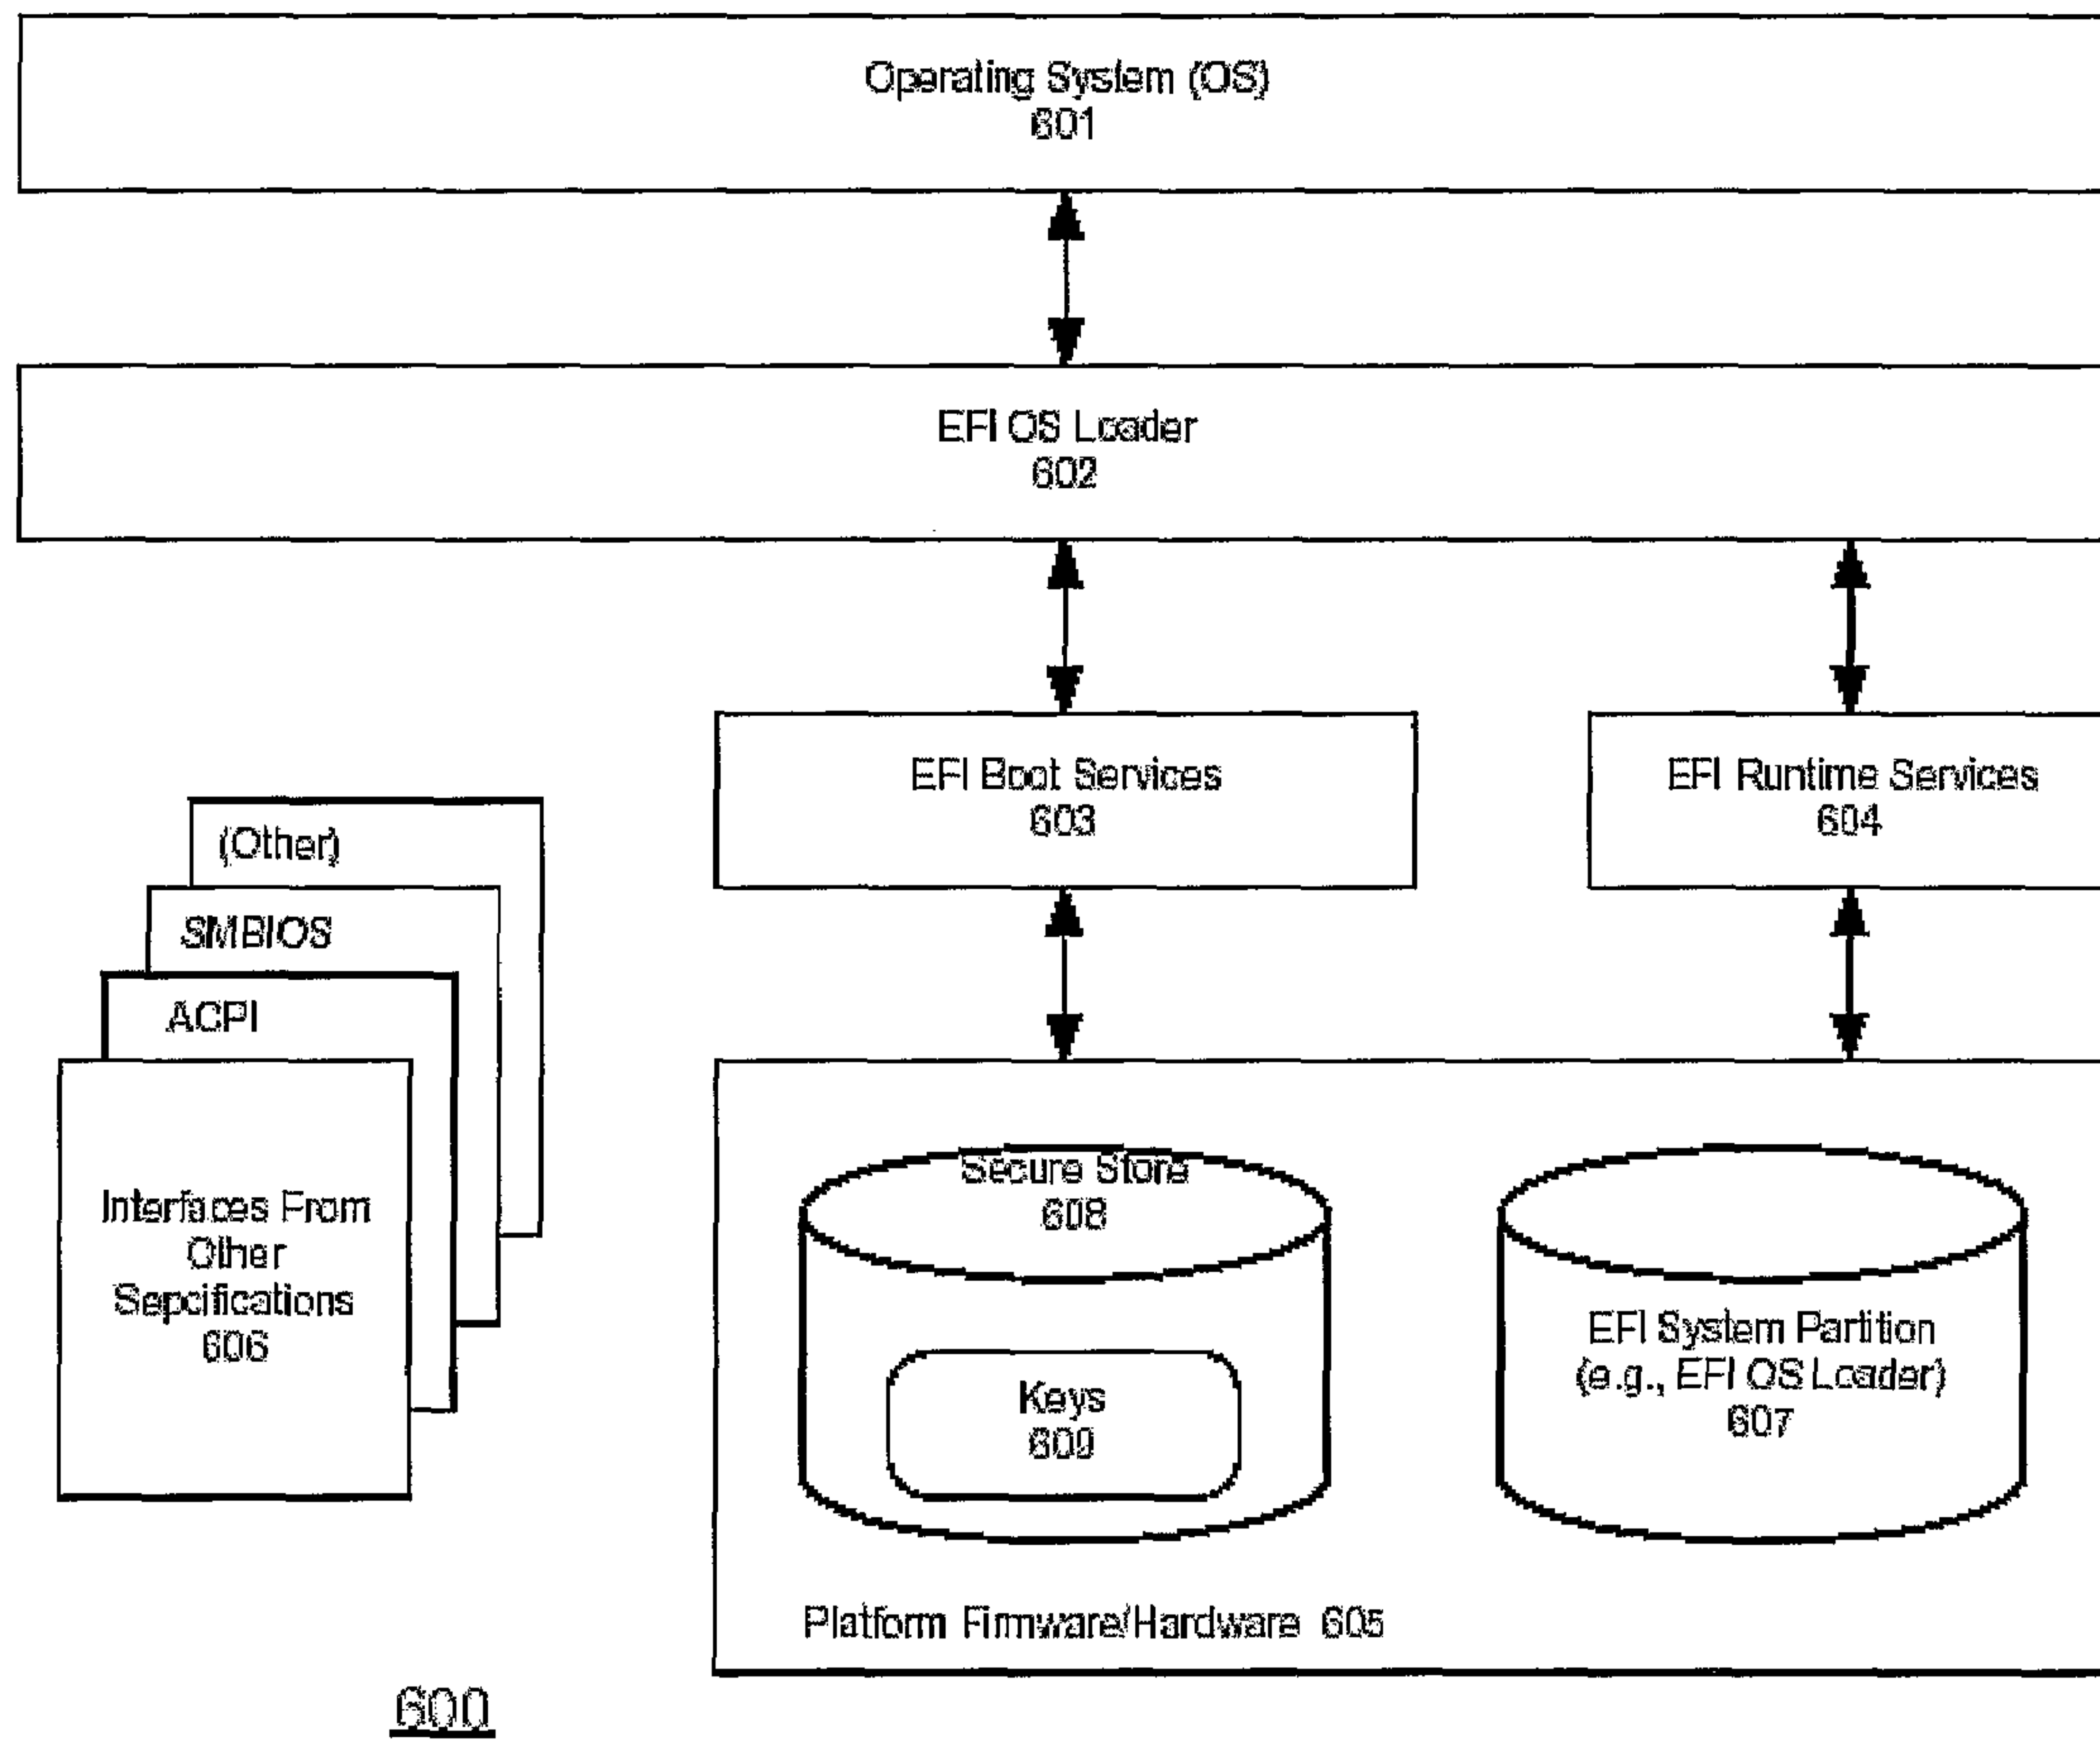 Operating System (OS)
601
EFI OS Loader
602
EFI Boot Services
603
EFI Runtime Services
604
(Other)
SMBIOS
ACPI
Interfaces From
Other
Sepcifications
606
Secure Store
608
Keys
609
EFI System Partition
(e.g., EFI OS Loader)
607
Platform Firmware/Hardware 605
600